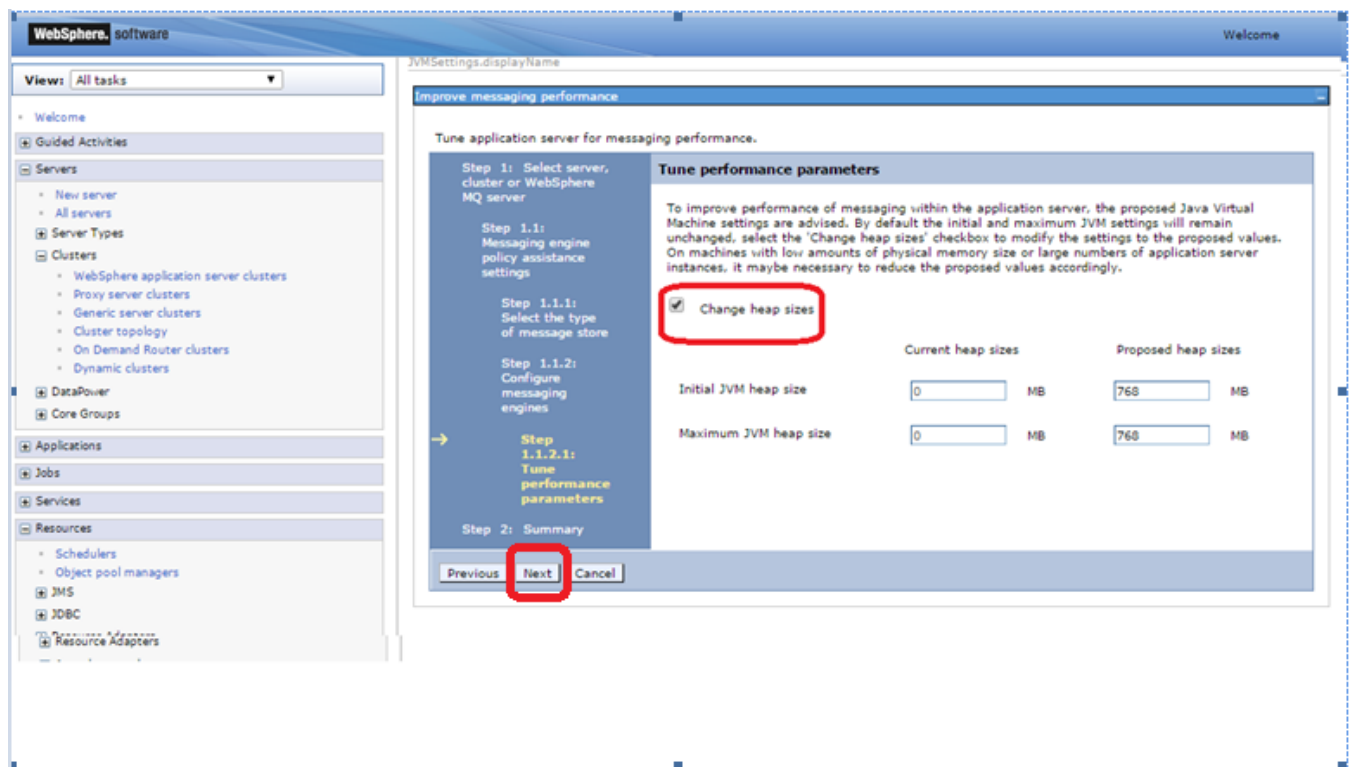 WebSphere. software
Welcome
View: All tasks
Welcome
Guided Activities
Servers
New server
All servers
Server Types
Clusters
WebSphere application server clusters
Proxy server clusters
Generic server clusters
Cluster topology
On Demand Router clusters
Dynamic clusters
DataPower
Core Groups
Applications
Jobs
Services
Resources
Schedulers
Object pool managers
JMS
JDBC
Resource Adapters
JVMSettings.displayName
Improve messaging performance
Tune application server for messaging performance.
Step 1: Select server,
cluster or WebSphere
MQ server
Step 1.1:
Messaging engine
policy assistance
settings
Step 1.1.1:
Select the type
of message store
Step 1.1.2:
Configure
messaging
engines
Step
1.1.2.1:
Tune
performance
parameters
Step 2: Summary
Tune performance parameters
To improve performance of messaging within the application server, the proposed Java Virtual
Machine settings are advised. By default the initial and maximum JVM settings will remain
unchanged, select the 'Change heap sizes' checkbox to modify the settings to the proposed values.
On machines with low amounts of physical memory size or large numbers of application server
instances, it maybe necessary to reduce the proposed values accordingly.
Change heap sizes
Current heap sizes Proposed heap sizes
Initial JVM heap size 0 MB 768 MB
Maximum JVM heap size 0 MB 768 MB
Previous Next Cancel